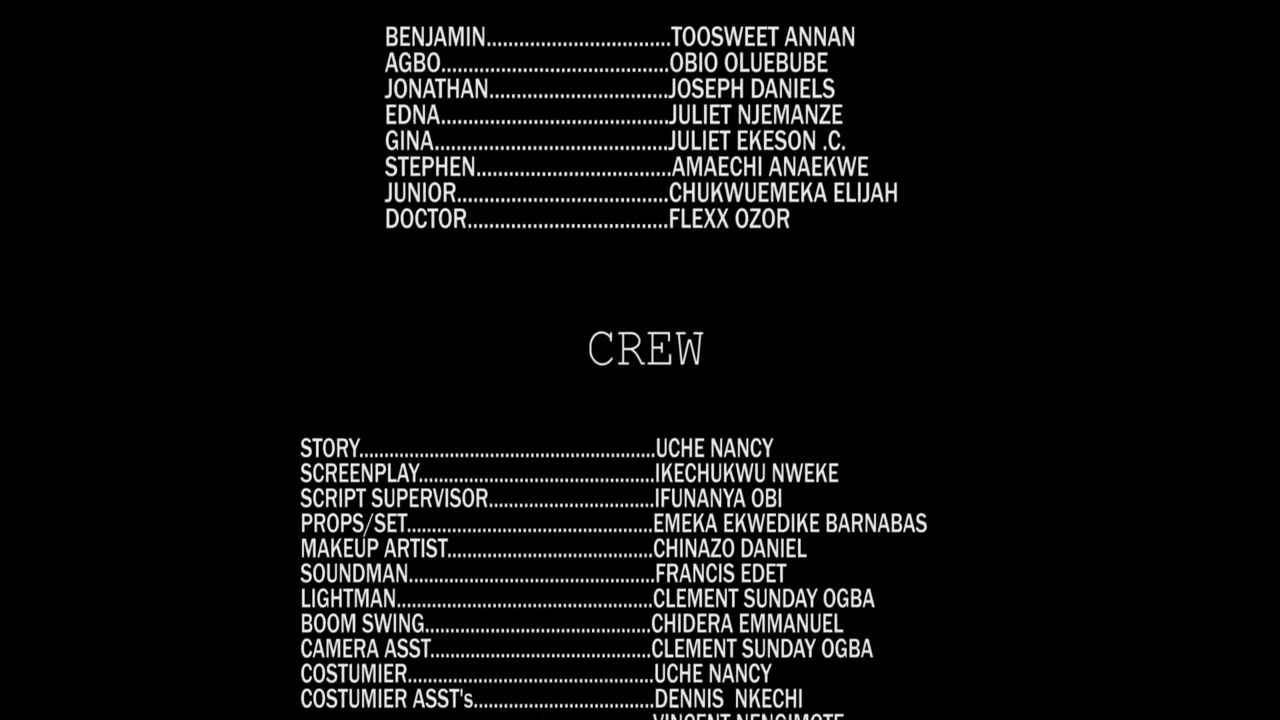 BENJAMIN..................................TOOSWEET ANNAN
AGBO..........................................OBIO OLUEBUBE
JONATHAN.................................JOSEPH DANIELS
EDNA..........................................JULIET NJEMANZE
GINA...........................................JULIET EKESON .C.
STEPHEN....................................AMAECHI ANAEKWE
JUNIOR.......................................CHUKWUEMEKA ELIJAH
DOCTOR.....................................FLEXX OZOR
CREW
STORY...........................................................UCHE NANCY
SCREENPLAY...............................................IKECHUKWU NWEKE
SCRIPT SUPERVISOR.................................IFUNANYA OBI
PROPS/SET.................................................EMEKA EKWEDIKE BARNABAS
MAKEUP ARTIST.........................................CHINAZO DANIEL
SOUNDMAN.................................................FRANCIS EDET
LIGHTMAN...................................................CLEMENT SUNDAY OGBA
BOOM SWING.............................................CHIDERA EMMANUEL
CAMERA ASST............................................CLEMENT SUNDAY OGBA
COSTUMIER.................................................UCHE NANCY
COSTUMIER ASST's....................................DENNIS  NKECHI
VINCENT